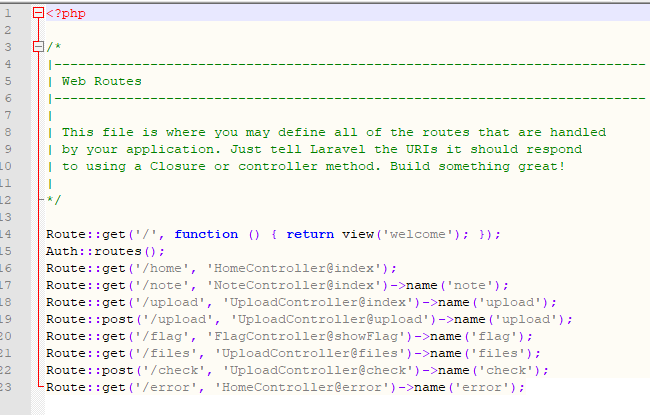 1 <?php
2
3 /*
4 |--------------------------------------------------------------------------
5 | Web Routes
6 |--------------------------------------------------------------------------
7 |
8 | This file is where you may define all of the routes that are handled
9 | by your application. Just tell Laravel the URIs it should respond
10 | to using a Closure or controller method. Build something great!
11 |
12 */
13
14 Route::get('/', function () { return view('welcome'); });
15 Auth::routes();
16 Route::get('/home', 'HomeController@index');
17 Route::get('/note', 'NoteController@index')->name('note');
18 Route::get('/upload', 'UploadController@index')->name('upload');
19 Route::post('/upload', 'UploadController@upload')->name('upload');
20 Route::get('/flag', 'FlagController@showFlag')->name('flag');
21 Route::get('/files', 'UploadController@files')->name('files');
22 Route::post('/check', 'UploadController@check')->name('check');
23 Route::get('/error', 'HomeController@error')->name('error');